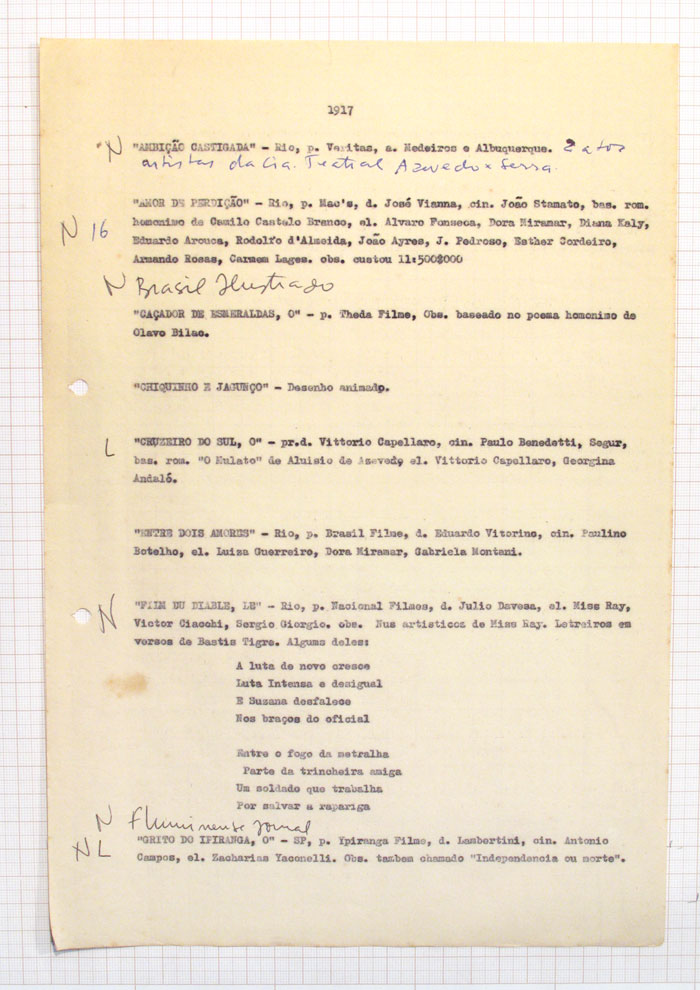 1917
N "AMBIÇÃO CASTIGADA" - Rio, p. Veritas, a. Medeiros e Albuquerque. 2 atos
artistas da Cia. Teatral Azevedo e Serra.
"AMOR DE PERDIÇÃO" - Rio, p. Mac's, d. José Vianna, cin. João Stamato, bas. rom.
homonimo de Camilo Castelo Branco, el. Alvaro Fonseca, Dora Miramar, Diana Kaly,
N 16 Eduardo Arouca, Rodolfo d'Almeida, João Ayres, J. Pedroso, Esther Cordeiro,
Armando Rosas, Carmem Lages. obs. custou 11:500$000
N Brasil Ilustrado
"CAÇADOR DE ESMERALDAS, O" - p. Theda Filme, Obs. baseado no poema homonimo de
Olavo Bilac.
"CHIQUINHO E JAGUNÇO" - Desenho animado.
L "CRUZEIRO DO SUL, O" - pr.d. Vittorio Capellaro, cin. Paulo Benedetti, Segur,
bas. rom. "O Mulato" de Aluisio de Azevedo el. Vittorio Capellaro, Georgina
Andaló.
"ENTRE DOIS AMORES" - Rio, p. Brasil Filme, d. Eduardo Vitorino, cin. Paulino
Botelho, el. Luiza Guerreiro, Dora Miramar, Gabriela Montani.
N "FILM DU DIABLE, LE" - Rio, p. Nacional Filmes, d. Julio Davesa, el. Miss Ray,
Victor Ciacchi, Sergio Giorgio. obs. Nus artisticos de Miss Ray. Letreiros em
versos de Bastis Tigre. Alguns deles:
A luta de novo cresce
Luta Intensa e desigual
E Suzana desfalece
Nos braços do oficial
Entre o fogo da metralha
Parte da trincheira amiga
Um soldado que trabalha
Por salvar a rapariga
N Fluminense Jornal
N L "GRITO DO IPIRANGA, O" - SP, p. Ypiranga Filme, d. Lambertini, cin. Antonio
Campos, el. Zacharias Yaconelli. Obs. tambem chamado "Independencia ou morte".